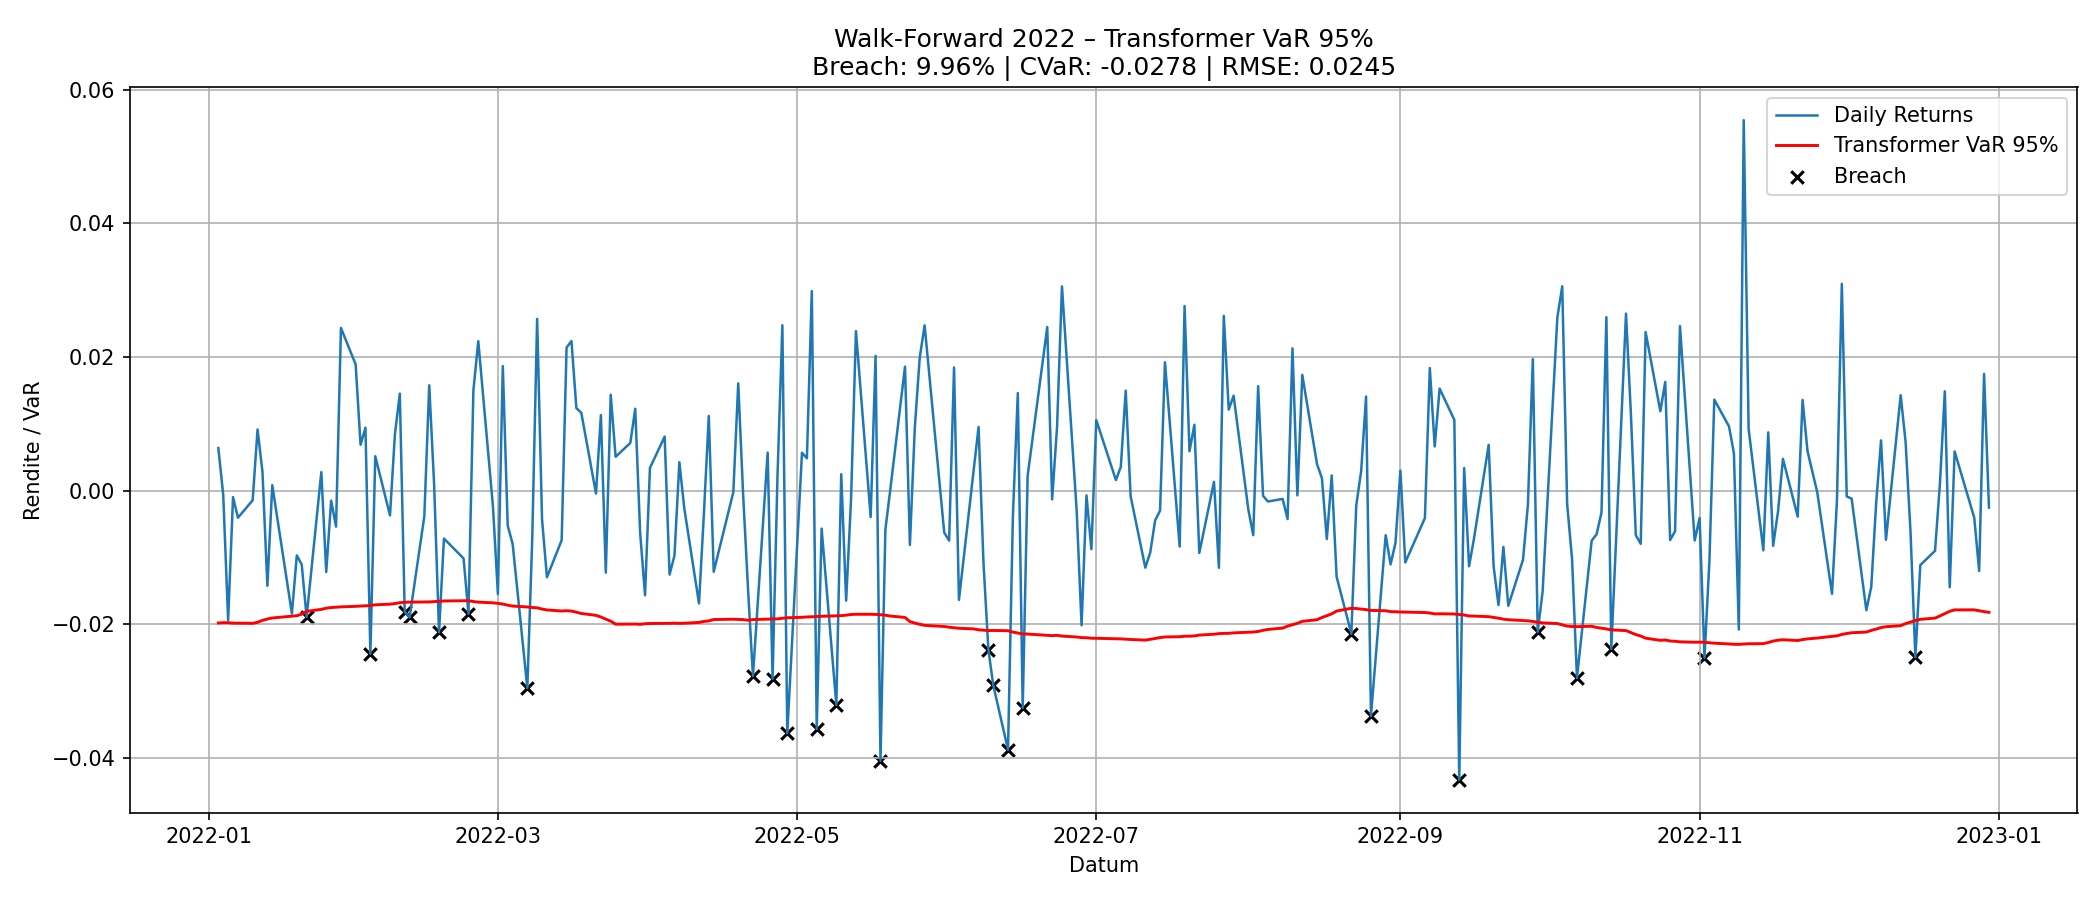 Walk-Forward 2022 – Transformer VaR 95%
Breach: 9.96% | CVaR: -0.0278 | RMSE: 0.0245
Daily Returns
Transformer VaR 95%
Breach
Rendite / VaR
0.06
0.04
0.02
0.00
−0.02
−0.04
2022-01
2022-03
2022-05
2022-07
2022-09
2022-11
2023-01
Datum